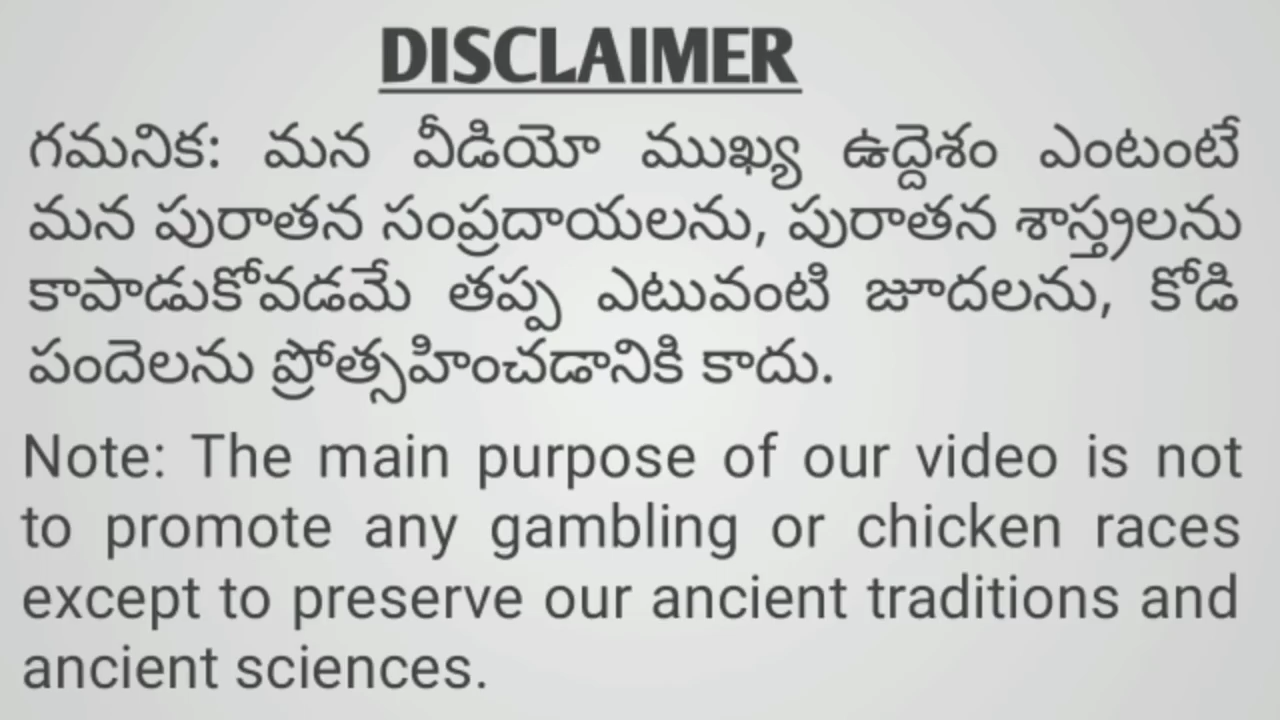 DISCLAIMER
గమనిక: మన వీడియో ముఖ్య ఉద్దెశం ఎంటంటే
మన పురాతన సంప్రదాయలను, పురాతన శాస్త్రలను
కాపాడుకోవడమే తప్ప ఎటువంటి జూదలను, కోడి
పందెలను ప్రోత్సహించడానికి కాదు.
Note: The main purpose of our video is not
to promote any gambling or chicken races
except to preserve our ancient traditions and
ancient sciences.